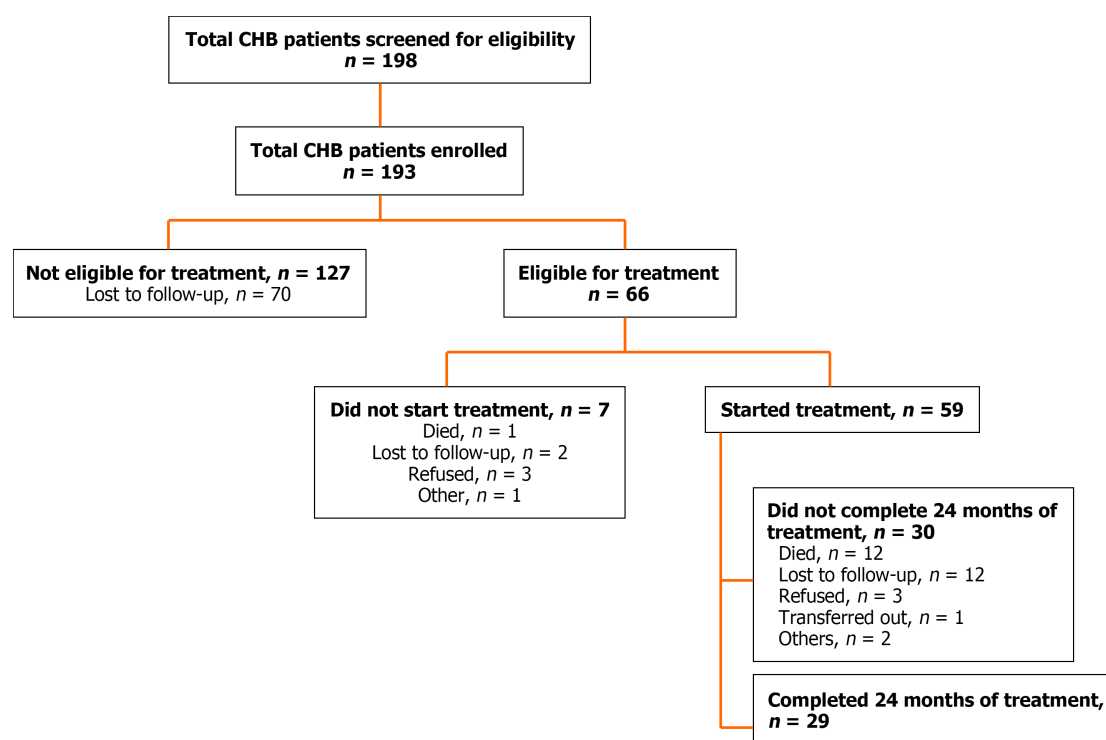 Total CHB patients screened for eligibility
n = 198
Total CHB patients enrolled
n = 193
Not eligible for treatment, n = 127
Lost to follow-up, n = 70
Eligible for treatment
n = 66
Did not start treatment, n = 7
Died, n = 1
Lost to follow-up, n = 2
Refused, n = 3
Other, n = 1
Started treatment, n = 59
Did not complete 24 months of
treatment, n = 30
Died, n = 12
Lost to follow-up, n = 12
Refused, n = 3
Transferred out, n = 1
Others, n = 2
Completed 24 months of treatment,
n = 29